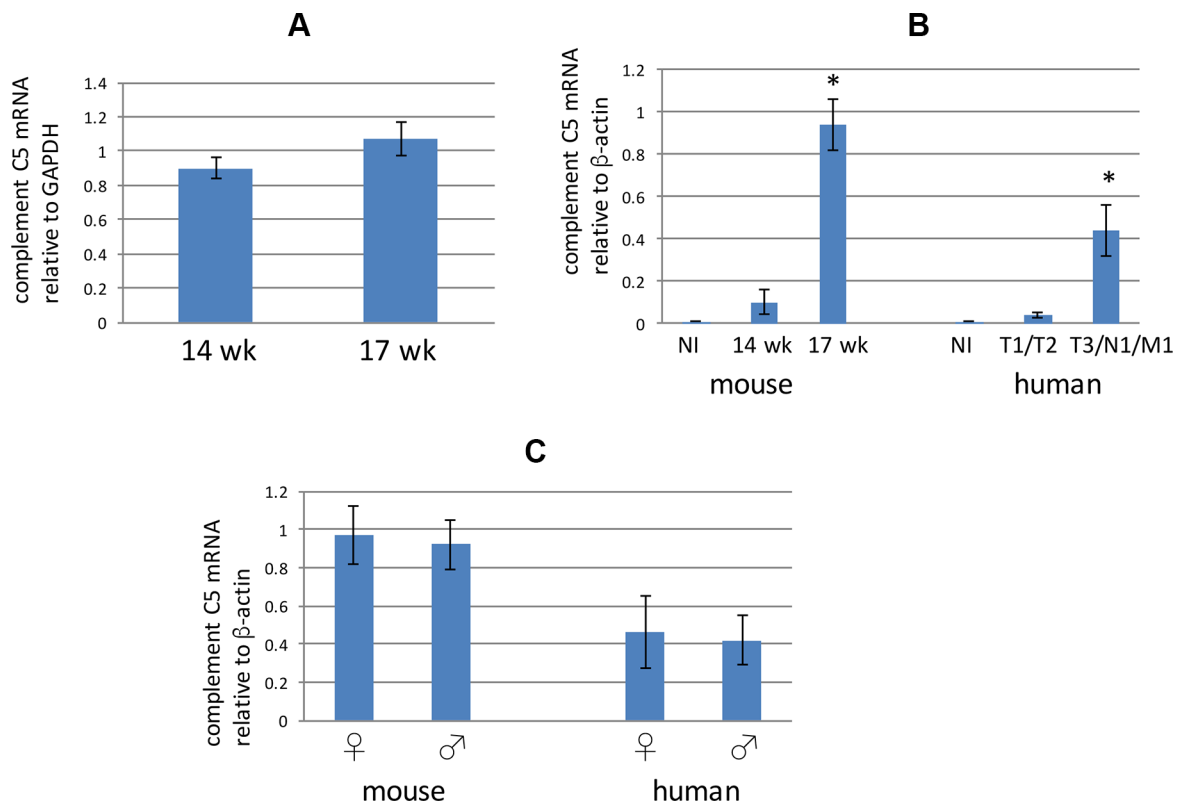 A
complement C5 mRNA
relative to GAPDH
1.4
1.2
1
0.8
0.6
0.4
0.2
0
14 wk 17 wk
B
complement C5 mRNA
relative to β-actin
1.2
1
0.8
0.6
0.4
0.2
0
*
*
NI 14 wk 17 wk NI T1/T2 T3/N1/M1
mouse human
C
complement C5 mRNA
relative to β-actin
1.2
1
0.8
0.6
0.4
0.2
0
♀ ♂ ♀ ♂
mouse human